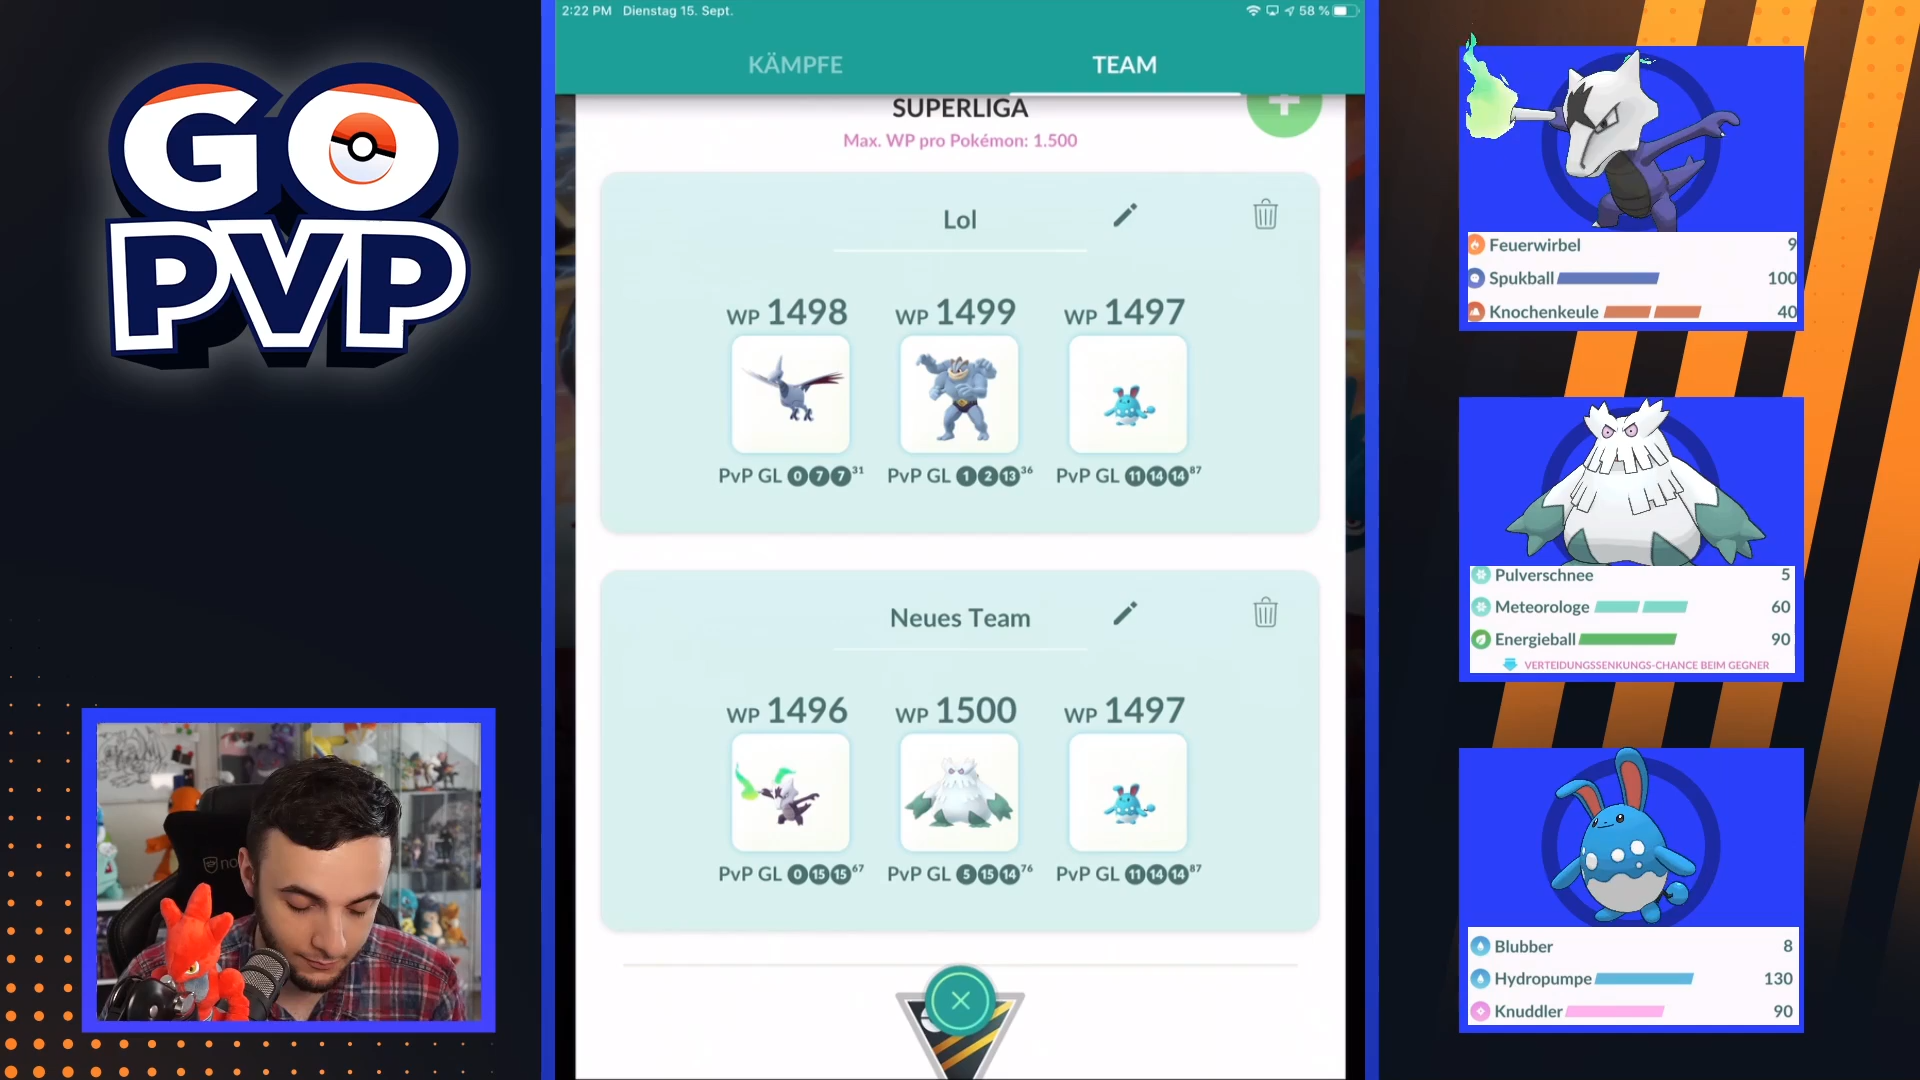 2:22 PM Dienstag 15. Sept.
58 %
KÄMPFE
TEAM
GO
PVP
SUPERLIGA
Max. WP pro Pokémon: 1.500
Lol
WP 1498
WP 1499
WP 1497
PvP GL 0 7 7 31
PvP GL 1 2 13 36
PvP GL 11 14 14 87
Neues Team
WP 1496
WP 1500
WP 1497
PvP GL 0 15 15 67
PvP GL 5 15 14 76
PvP GL 11 14 14 87
Feuerwirbel 9
Spukball 100
Knochenkeule 40
Pulverschnee 5
Meteorologe 60
Energieball 90
VERTEIDIGUNGSSENKUNGS-CHANCE BEIM GEGNER
Blubber 8
Hydropumpe 130
Knuddler 90